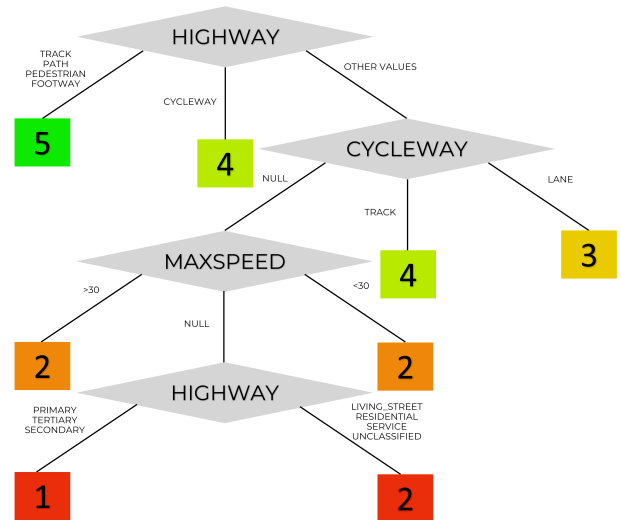 HIGHWAY
TRACK
PATH
PEDESTRIAN
FOOTWAY
CYCLEWAY
OTHER VALUES
5
4
CYCLEWAY
NULL
TRACK
LANE
MAXSPEED
4
3
>30
NULL
<30
2
2
HIGHWAY
PRIMARY
TERTIARY
SECONDARY
LIVING_STREET
RESIDENTIAL
SERVICE
UNCLASSIFIED
1
2